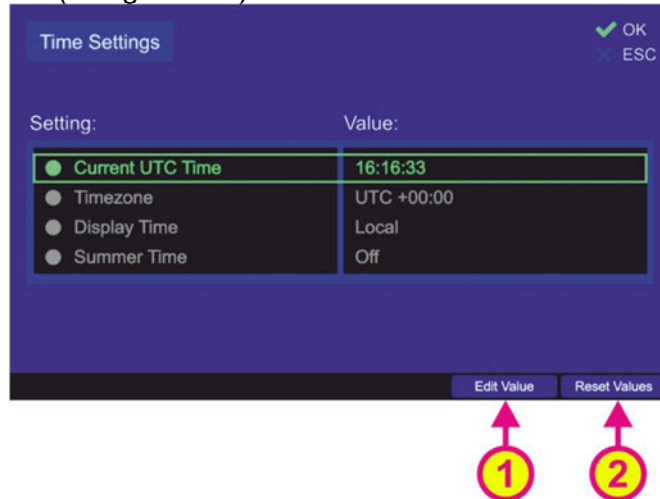 Time Settings
OK
ESC
Setting: Value:
Current UTC Time 16:16:33
Timezone UTC +00:00
Display Time Local
Summer Time Off
Edit Value Reset Values
1 2